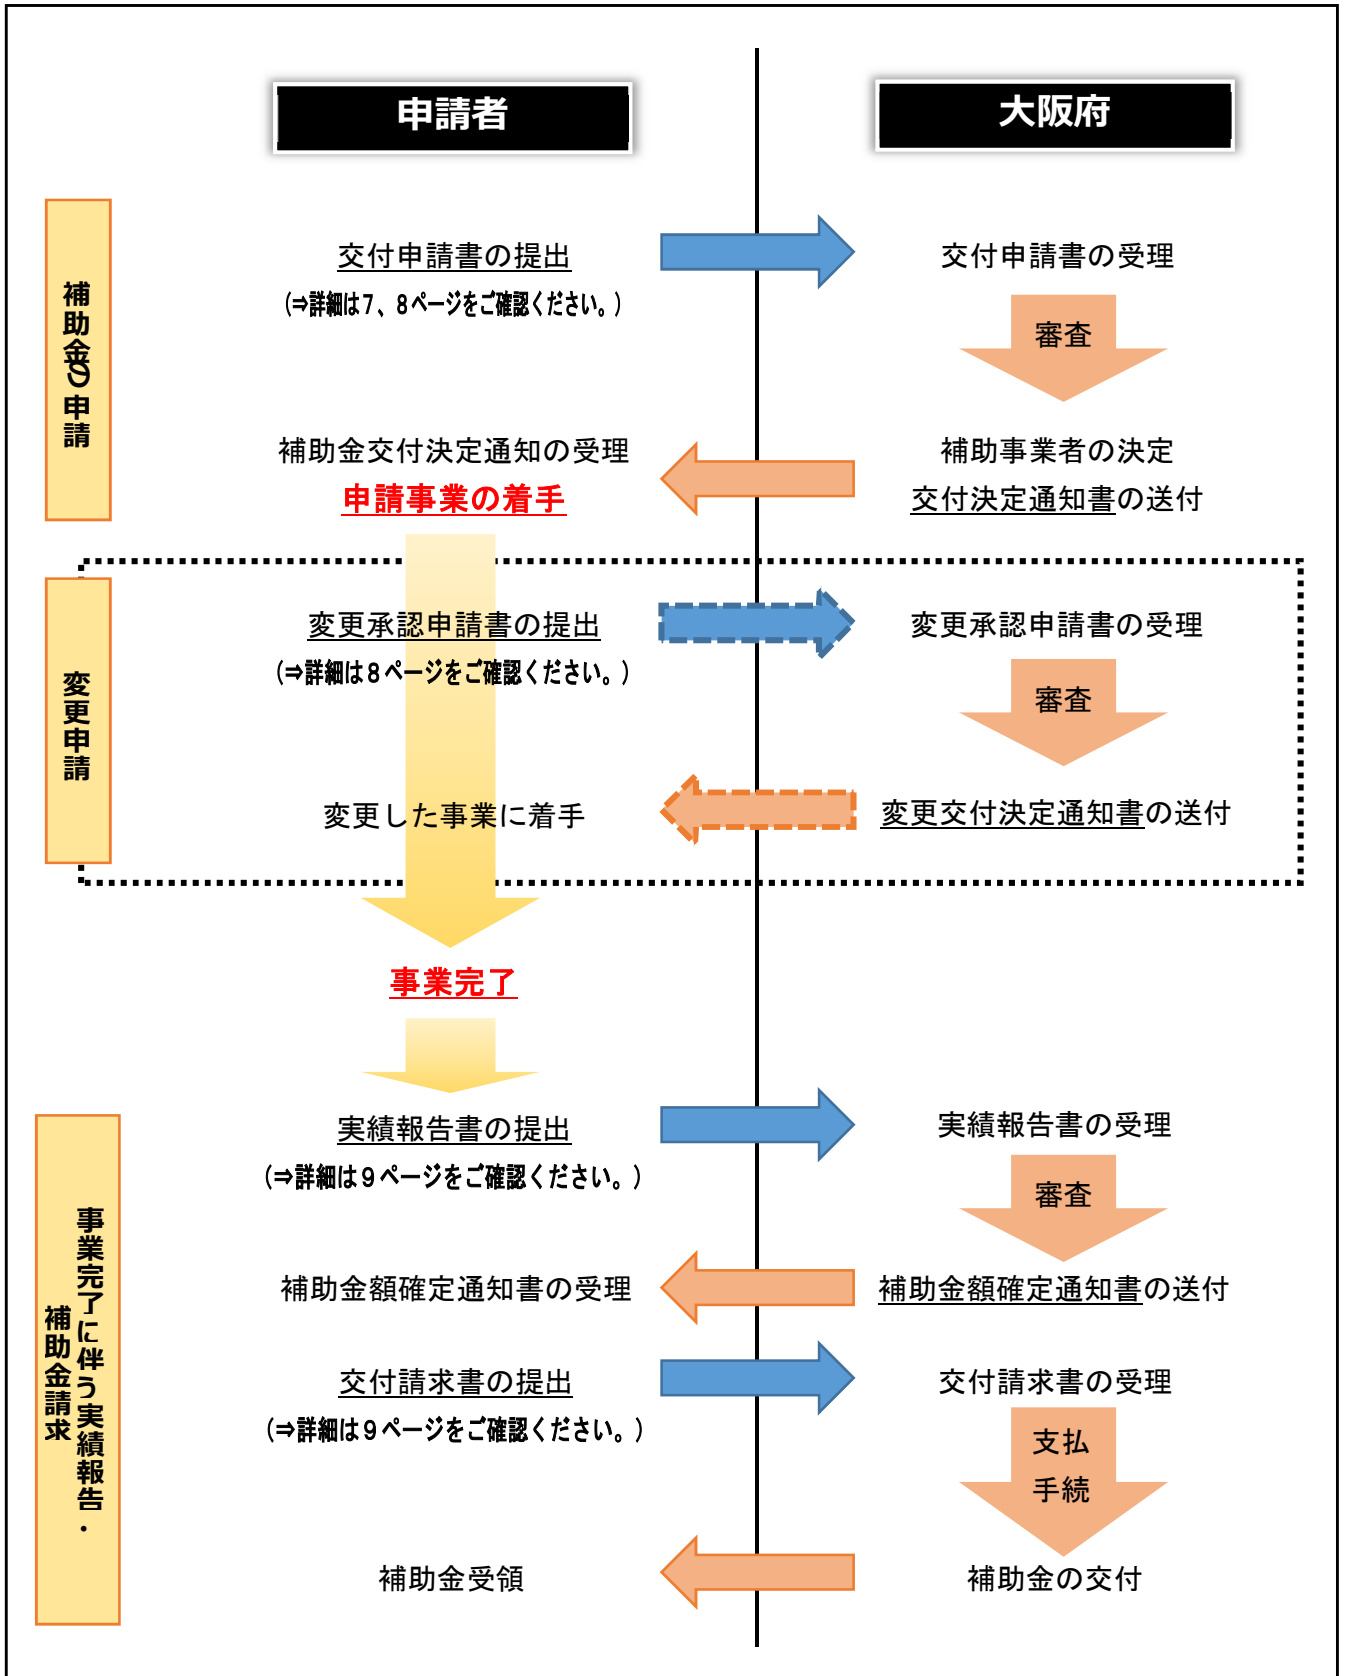 申請者
大阪府
補助金の申請
交付申請書の提出
(⇒詳細は7、8ページをご確認ください。)
交付申請書の受理
審査
補助金交付決定通知の受理
申請事業の着手
補助事業者の決定
交付決定通知書の送付
変更申請
変更承認申請書の提出
(⇒詳細は8ページをご確認ください。)
変更承認申請書の受理
審査
変更した事業に着手
変更交付決定通知書の送付
事業完了
事業完了に伴う実績報告・
補助金請求
実績報告書の提出
(⇒詳細は9ページをご確認ください。)
実績報告書の受理
審査
補助金額確定通知書の受理
補助金額確定通知書の送付
交付請求書の提出
(⇒詳細は9ページをご確認ください。)
交付請求書の受理
支払
手続
補助金受領
補助金の交付